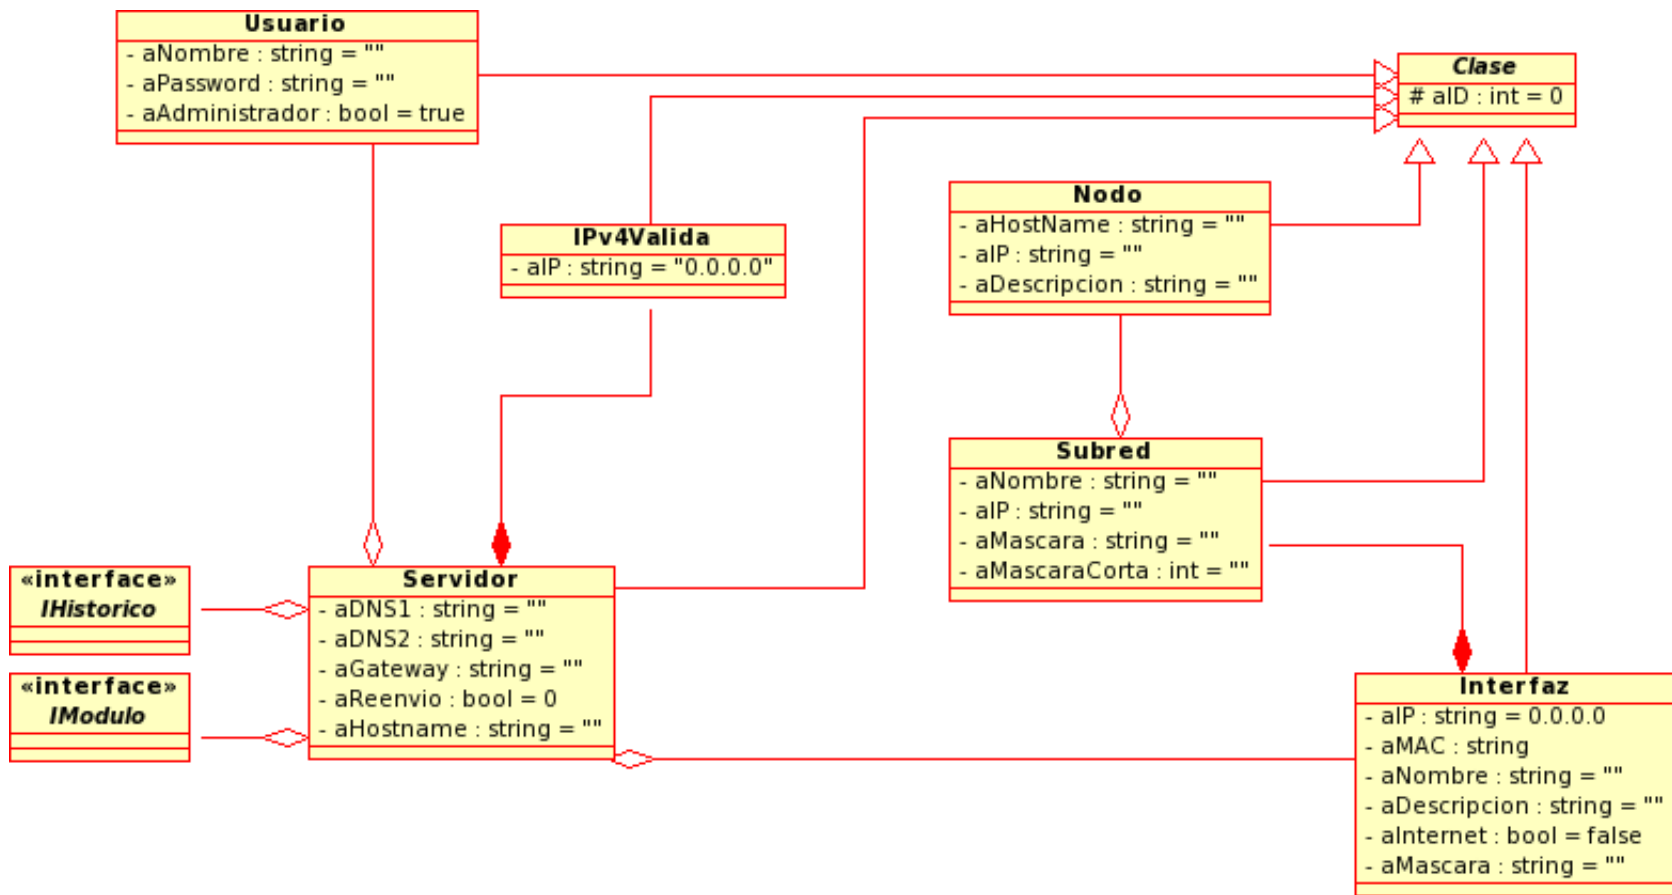 Usuario
- aNombre : string = ""
- aPassword : string = ""
- aAdministrador : bool = true
Clase
# aID : int = 0
IPv4Valida
- aIP : string = "0.0.0.0"
Nodo
- aHostName : string = ""
- aIP : string = ""
- aDescripcion : string = ""
Subred
- aNombre : string = ""
- aIP : string = ""
- aMascara : string = ""
- aMascaraCorta : int = ""
«interface»
IHistorico
«interface»
IModulo
Servidor
- aDNS1 : string = ""
- aDNS2 : string = ""
- aGateway : string = ""
- aReenvio : bool = 0
- aHostname : string = ""
Interfaz
- aIP : string = 0.0.0.0
- aMAC : string
- aNombre : string = ""
- aDescripcion : string = ""
- aInternet : bool = false
- aMascara : string = ""